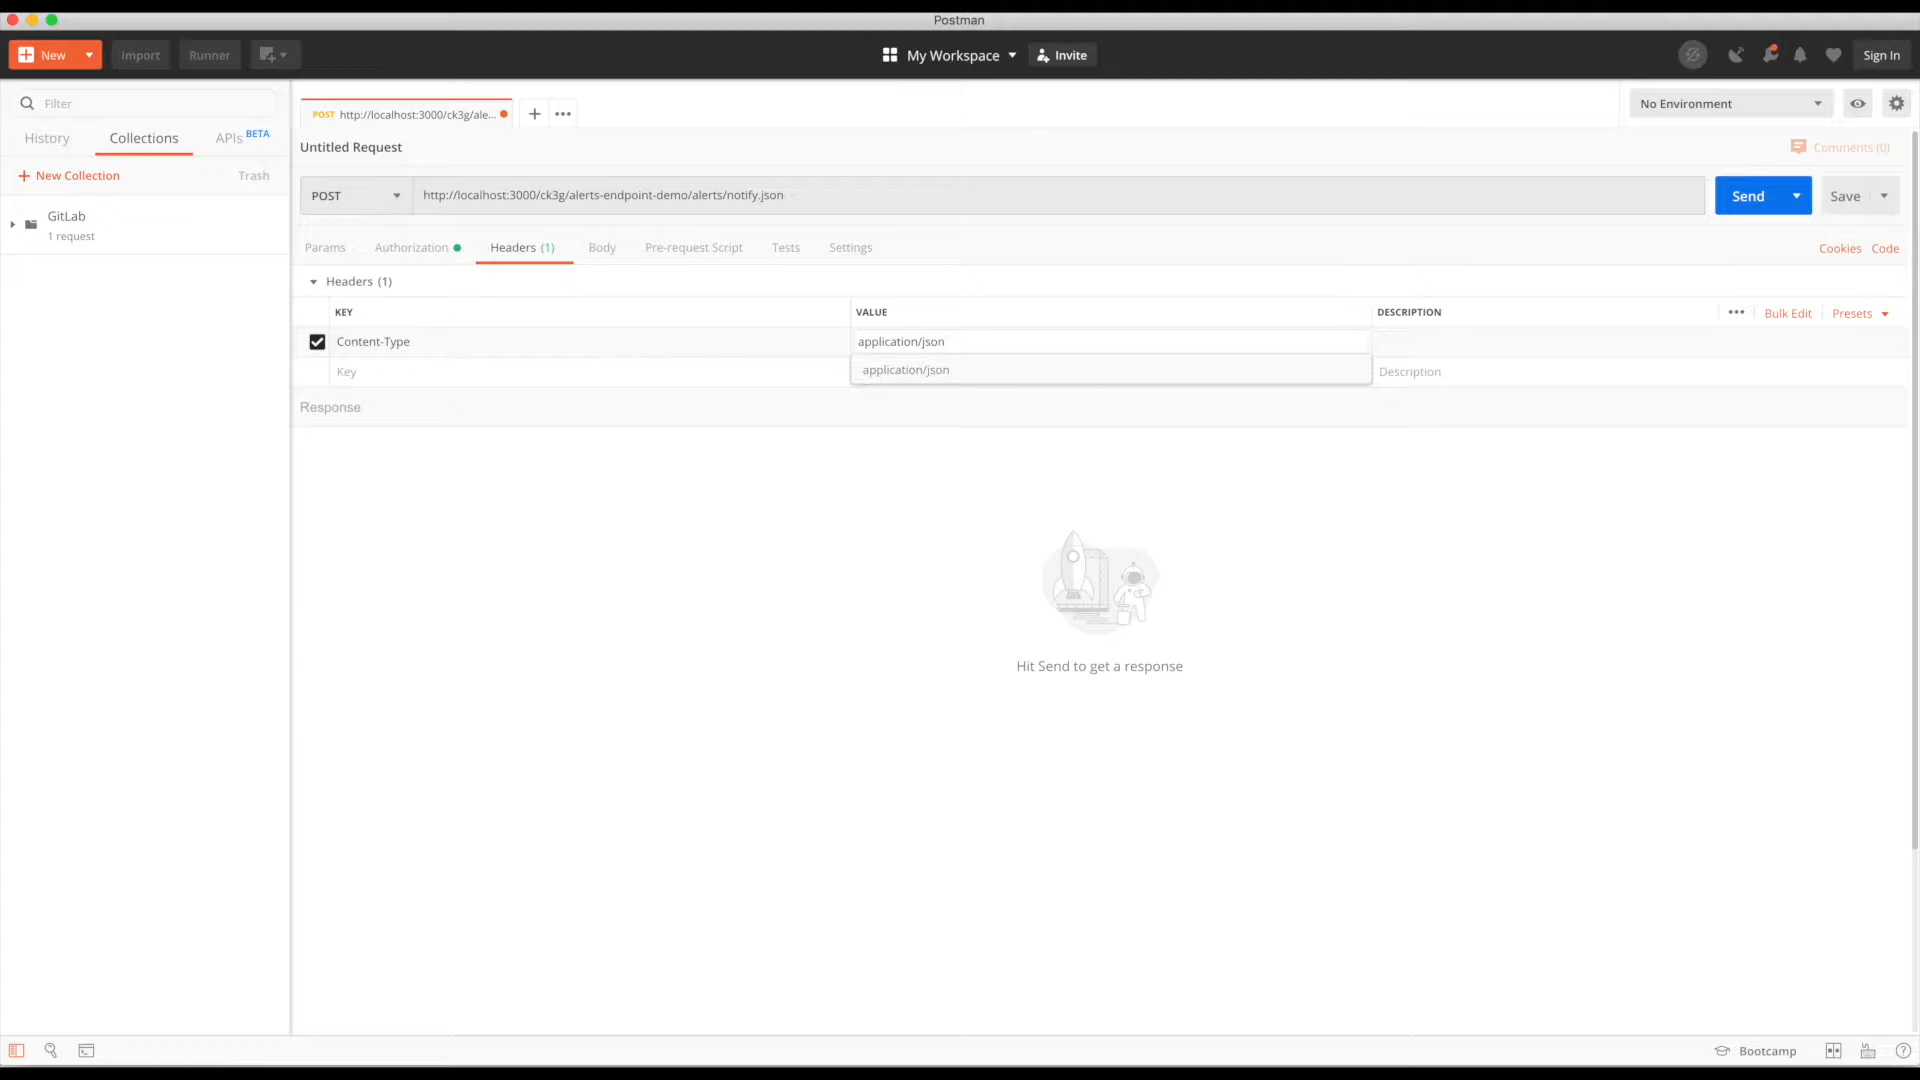 Postman
New
Import
Runner
My Workspace
Invite
Sign In
Filter
History
Collections
APIs BETA
New Collection
Trash
GitLab
1 request
POST http://localhost:3000/ck3g/ale...
No Environment
Untitled Request
Comments (0)
POST
http://localhost:3000/ck3g/alerts-endpoint-demo/alerts/notify.json
Send
Save
Params
Authorization
Headers (1)
Body
Pre-request Script
Tests
Settings
Cookies
Code
Headers (1)
KEY
VALUE
DESCRIPTION
Bulk Edit
Presets
Content-Type
application/json
Key
application/json
Description
Response
Hit Send to get a response
Bootcamp